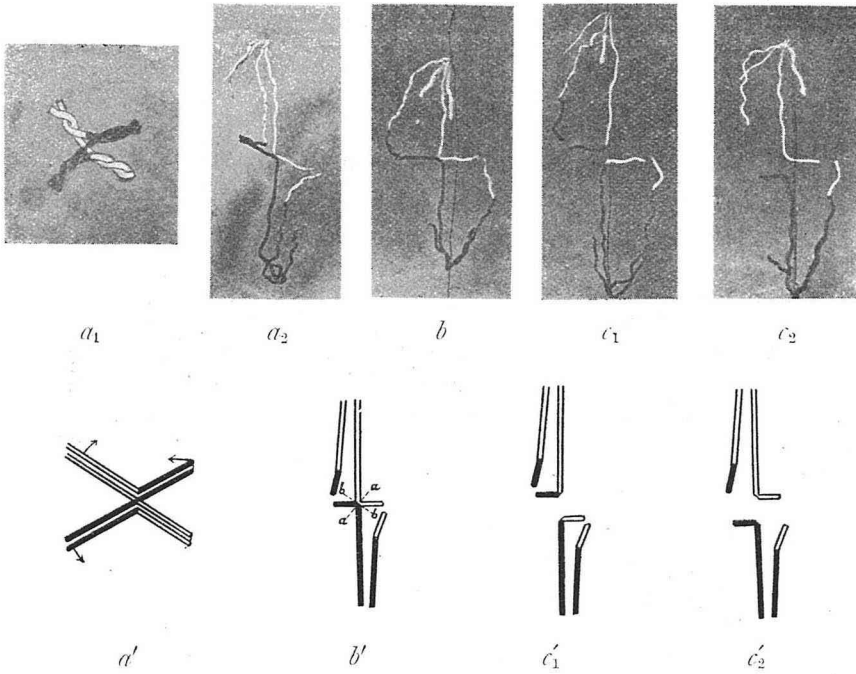 a₁ a₂ b c₁ c₂
b a
a b
a′ b′ c′₁ c′₂